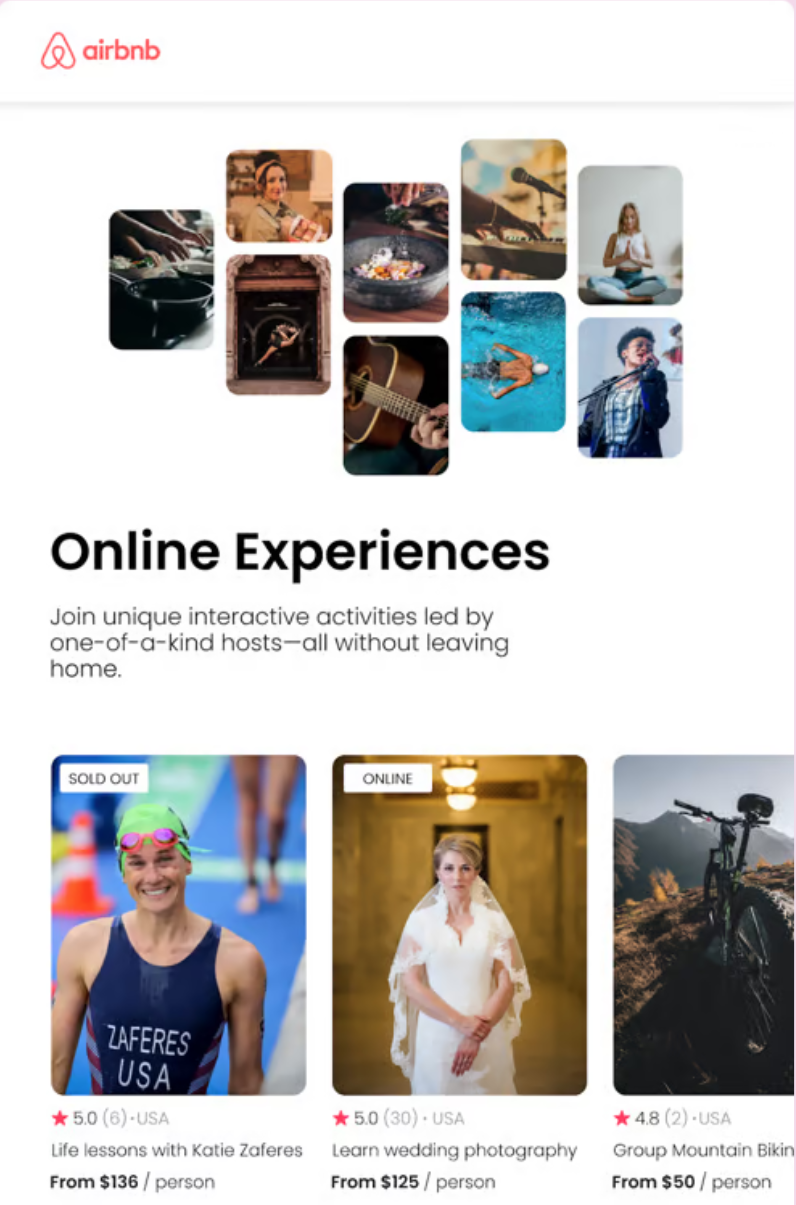 airbnb
Online Experiences
Join unique interactive activities led by
one-of-a-kind hosts—all without leaving
home.
SOLD OUT
ZAFERES
USA
5.0 (6)·USA
Life lessons with Katie Zaferes
From $136 / person
ONLINE
5.0 (30) · USA
Learn wedding photography
From $125 / person
4.8 (2)·USA
Group Mountain Bikin
From $50 / person